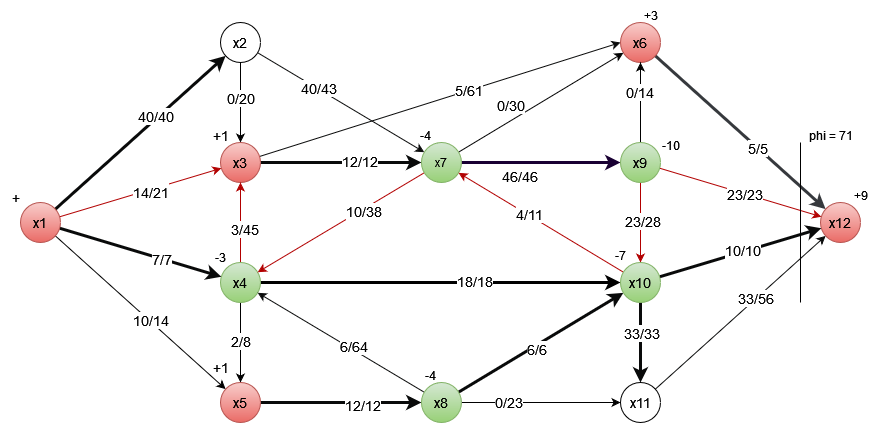 +3
x2
x6
40/43
5/61
0/20
0/30
0/14
40/40
+1
-4
-10
phi = 71
5/5
x3
12/12
x7
46/46
x9
+
14/21
23/23
+9
x1
10/38
4/11
23/28
x12
3/45
7/7
-3
-7
10/10
x4
18/18
x10
33/56
10/14
2/8
6/64
6/6
33/33
+1
-4
x5
12/12
x8
0/23
x11